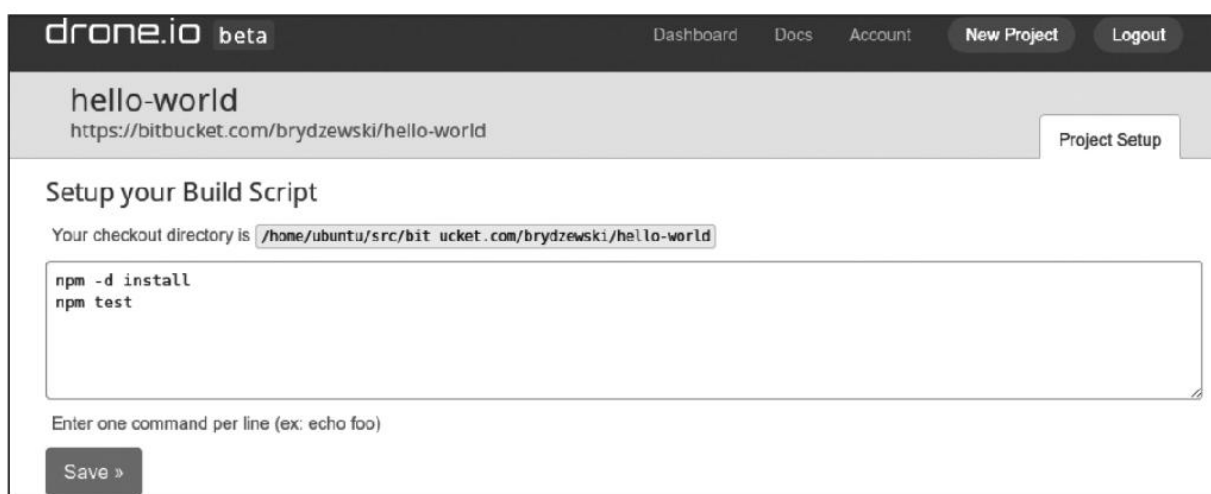 drone.io beta
Dashboard Docs Account New Project Logout
hello-world
https://bitbucket.com/brydzewski/hello-world
Project Setup
Setup your Build Script
Your checkout directory is /home/ubuntu/src/bit ucket.com/brydzewski/hello-world
npm -d install
npm test
Enter one command per line (ex: echo foo)
Save »